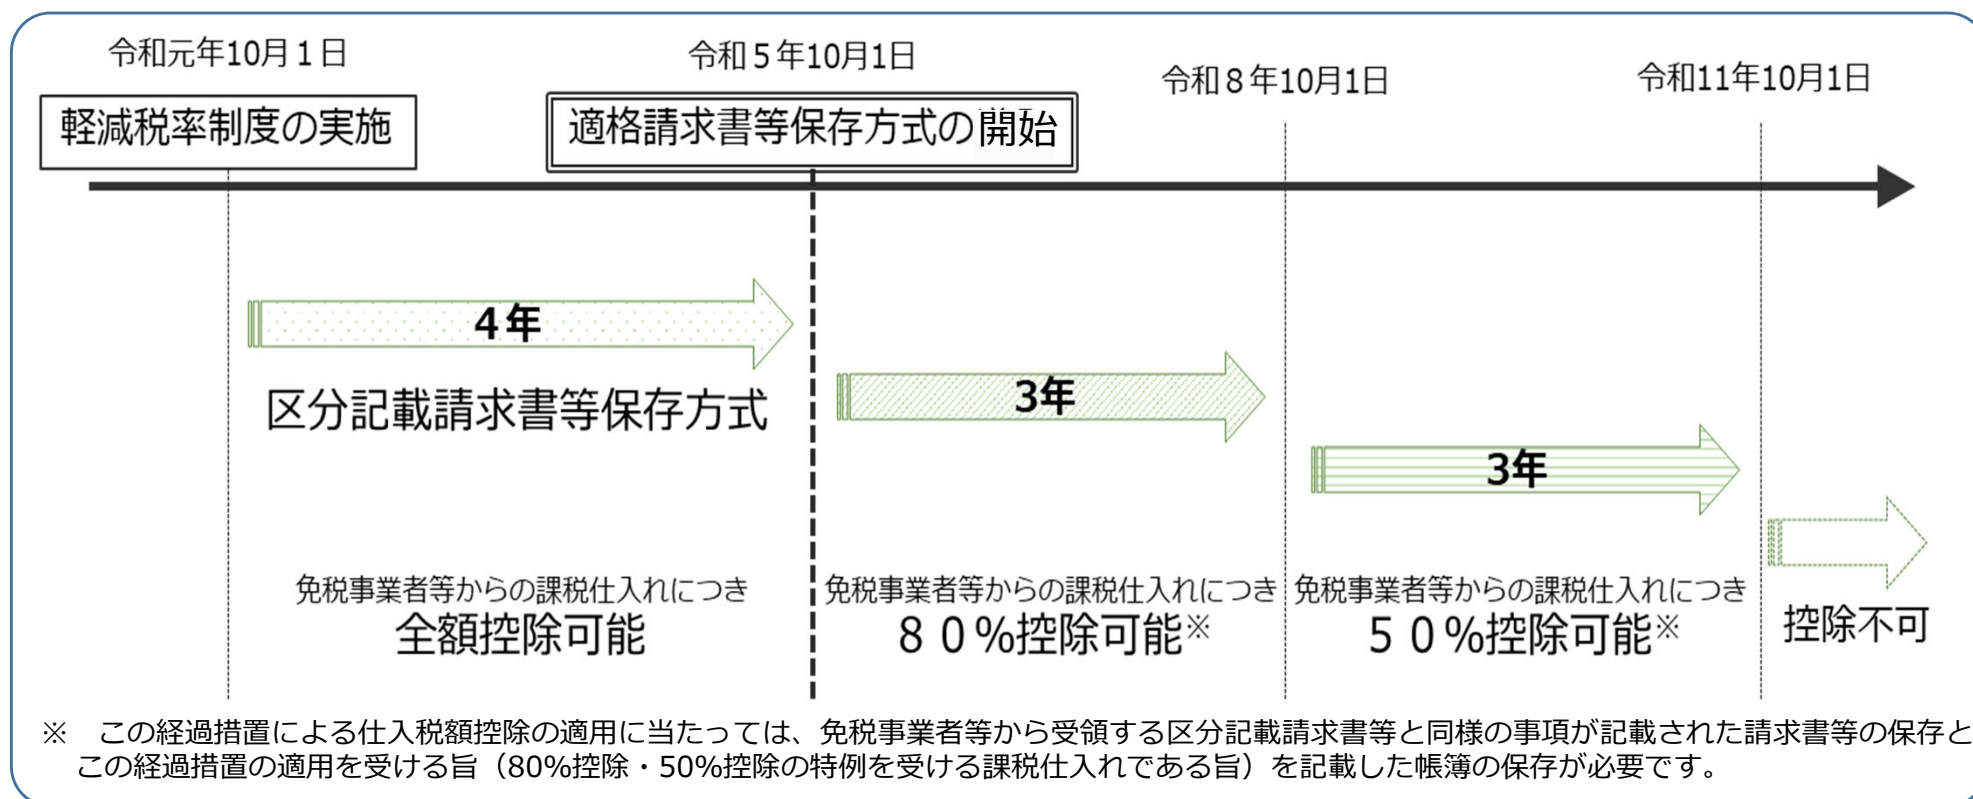 令和元年10月１日
令和５年10月1日
令和８年10月1日
令和11年10月1日
軽減税率制度の実施
適格請求書等保存方式の開始
４年
区分記載請求書等保存方式
3年
3年
免税事業者等からの課税仕入れにつき
全額控除可能
免税事業者等からの課税仕入れにつき
８０%控除可能※
免税事業者等からの課税仕入れにつき
５０%控除可能※
控除不可
※　この経過措置による仕入税額控除の適用に当たっては、免税事業者等から受領する区分記載請求書等と同様の事項が記載された請求書等の保存と
この経過措置の適用を受ける旨（80%控除・50%控除の特例を受ける課税仕入れである旨）を記載した帳簿の保存が必要です。